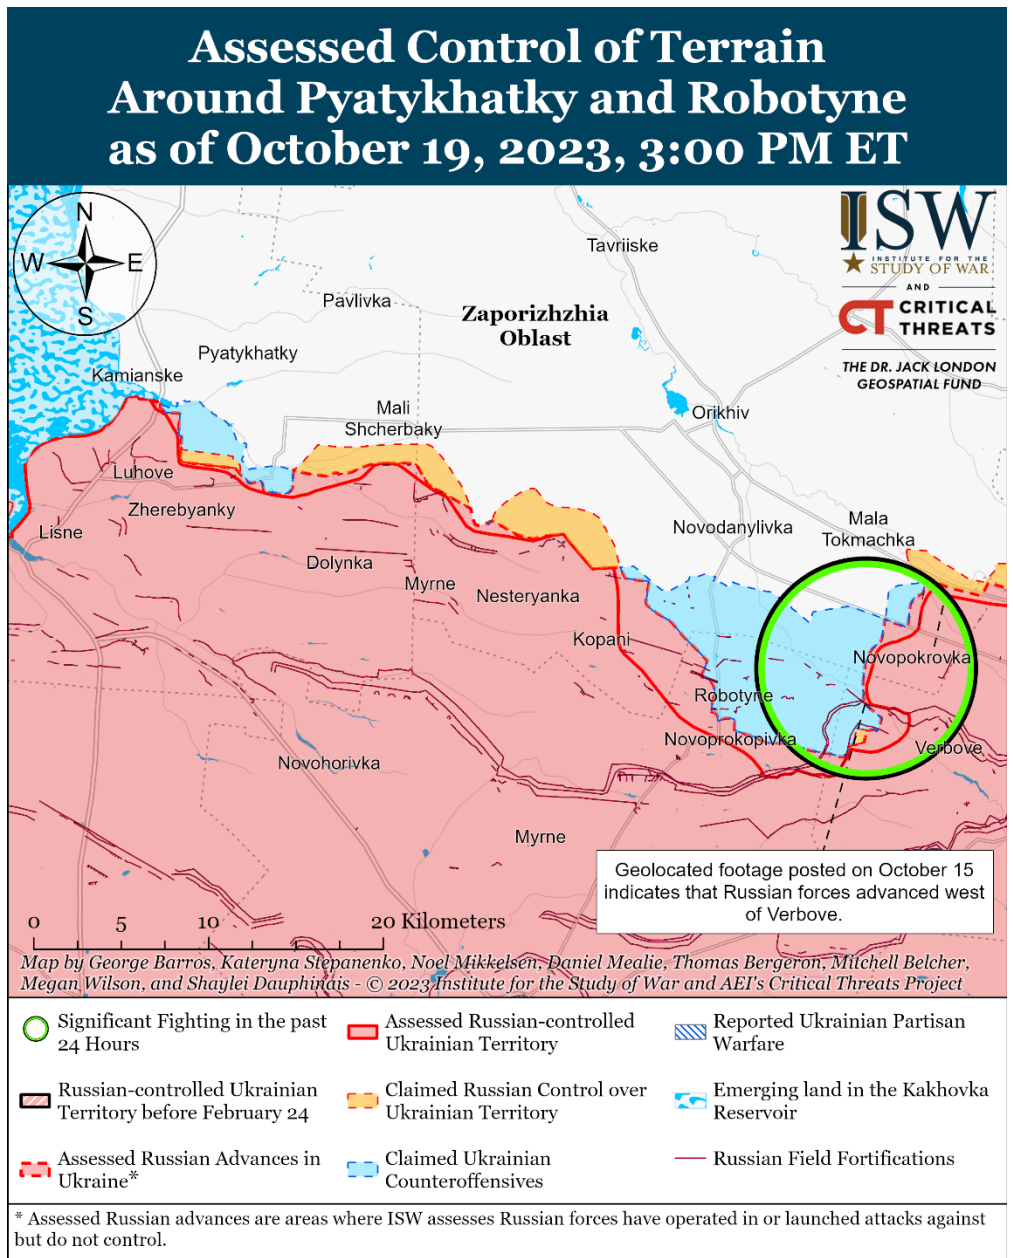 Assessed Control of Terrain
Around Pyatykhatky and Robotyne
as of October 19, 2023, 3:00 PM ET
N
W
E
S
ISW
INSTITUTE FOR THE
STUDY OF WAR
AND
CT CRITICAL
THREATS
THE DR. JACK LONDON
GEOSPATIAL FUND
Tavriiske
Pavlivka
Zaporizhzhia
Oblast
Pyatykhatky
Kamianske
Mali
Shcherbaky
Orikhiv
Luhove
Zherebyanky
Lisne
Novodanylivka
Mala
Tokmachka
Dolynka
Myrne
Nesteryanka
Kopani
Novopokrovka
Robotyne
Novoprokopivka
Verbove
Novohorivka
Myrne
Geolocated footage posted on October 15
indicates that Russian forces advanced west
of Verbove.
0 5 10 20 Kilometers
Map by George Barros, Kateryna Stepanenko, Noel Mikkelsen, Daniel Mealie, Thomas Bergeron, Mitchell Belcher,
Megan Wilson, and Shaylei Dauphinais - © 2023 Institute for the Study of War and AEI's Critical Threats Project
Significant Fighting in the past
24 Hours
Russian-controlled Ukrainian
Territory before February 24
Assessed Russian Advances in
Ukraine*
Assessed Russian-controlled
Ukrainian Territory
Claimed Russian Control over
Ukrainian Territory
Claimed Ukrainian
Counteroffensives
Reported Ukrainian Partisan
Warfare
Emerging land in the Kakhovka
Reservoir
Russian Field Fortifications
* Assessed Russian advances are areas where ISW assesses Russian forces have operated in or launched attacks against
but do not control.